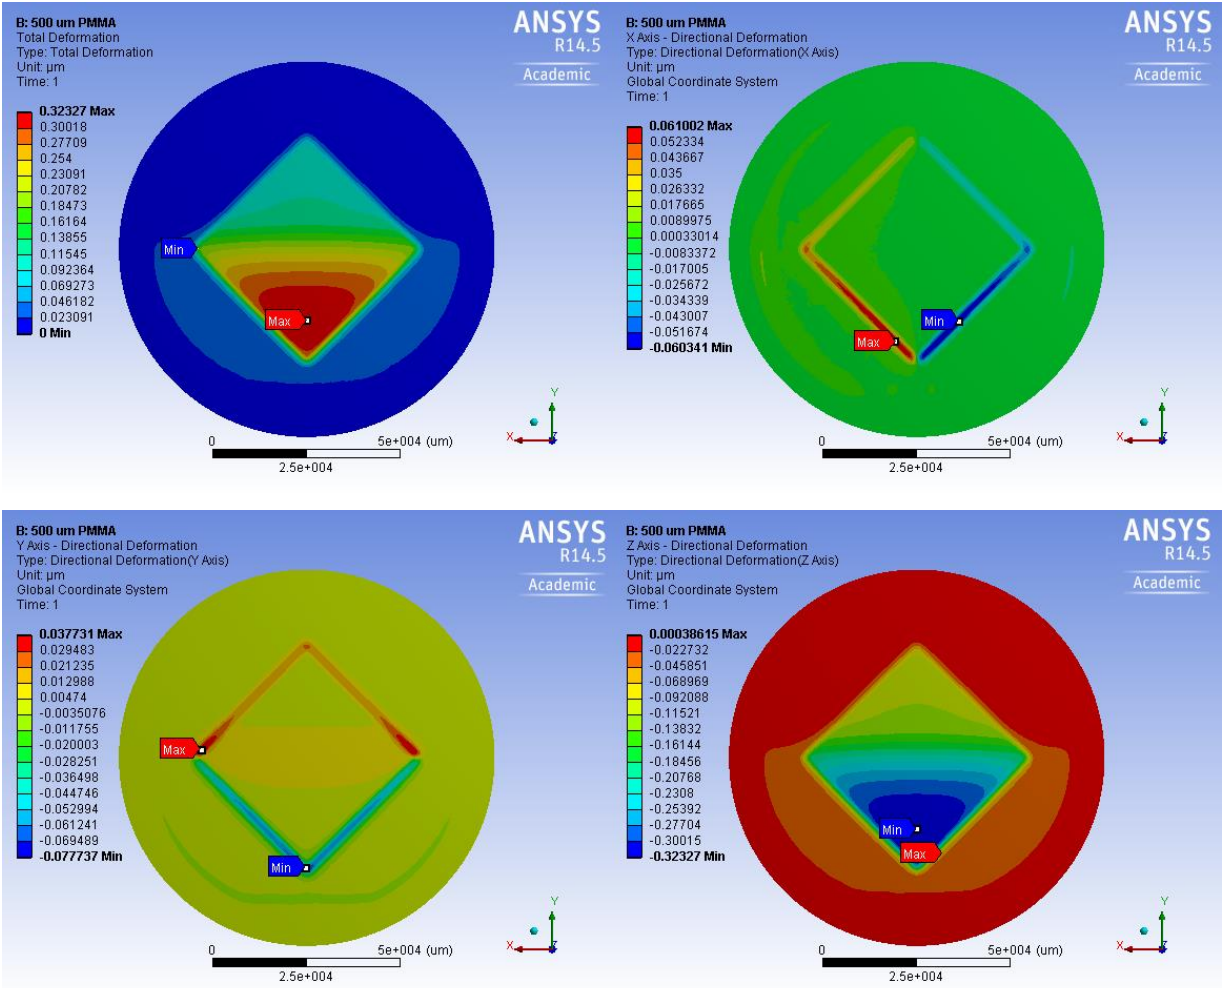 B: 500 um PMMA
Total Deformation
Type: Total Deformation
Unit: µm
Time: 1
ANSYS
R14.5
Academic
0.32327 Max
0.30018
0.27709
0.254
0.23091
0.20782
0.18473
0.16164
0.13855
0.11545
0.092364
0.069273
0.046182
0.023091
0 Min
Min
Max
Y
X
Z
0
5e+004 (um)
2.5e+004
B: 500 um PMMA
X Axis - Directional Deformation
Type: Directional Deformation(X Axis)
Unit: µm
Global Coordinate System
Time: 1
ANSYS
R14.5
Academic
0.061002 Max
0.052334
0.043667
0.035
0.026332
0.017665
0.0089975
0.00033014
-0.0083372
-0.017005
-0.025672
-0.034339
-0.043007
-0.051674
-0.060341 Min
Min
Max
Y
X
Z
0
5e+004 (um)
2.5e+004
B: 500 um PMMA
Y Axis - Directional Deformation
Type: Directional Deformation(Y Axis)
Unit: µm
Global Coordinate System
Time: 1
ANSYS
R14.5
Academic
0.037731 Max
0.029483
0.021235
0.012988
0.00474
-0.0035076
-0.011755
-0.020003
-0.028251
-0.036498
-0.044746
-0.052994
-0.061241
-0.069489
-0.077737 Min
Max
Min
Y
X
Z
0
5e+004 (um)
2.5e+004
B: 500 um PMMA
Z Axis - Directional Deformation
Type: Directional Deformation(Z Axis)
Unit: µm
Global Coordinate System
Time: 1
ANSYS
R14.5
Academic
0.00038615 Max
-0.022732
-0.045851
-0.068969
-0.092088
-0.11521
-0.13832
-0.16144
-0.18456
-0.20768
-0.2308
-0.25392
-0.27704
-0.30015
-0.32327 Min
Min
Max
Y
X
Z
0
5e+004 (um)
2.5e+004